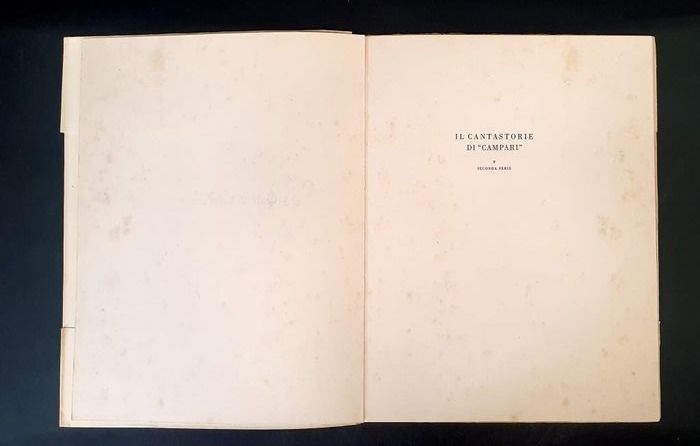 IL CANTASTORIE
DI "CAMPARI"
SECONDA SERIE